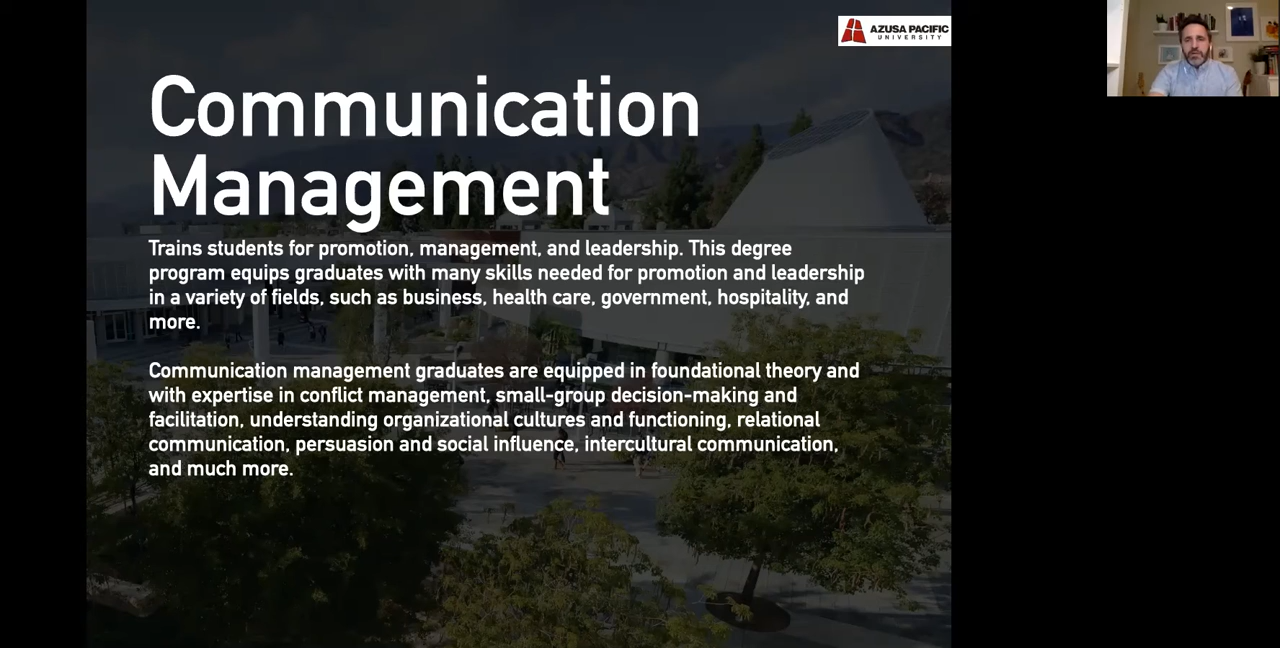 AZUSA PACIFIC
UNIVERSITY
Communication
Management
Trains students for promotion, management, and leadership. This degree
program equips graduates with many skills needed for promotion and leadership
in a variety of fields, such as business, health care, government, hospitality, and
more.
Communication management graduates are equipped in foundational theory and
with expertise in conflict management, small-group decision-making and
facilitation, understanding organizational cultures and functioning, relational
communication, persuasion and social influence, intercultural communication,
and much more.